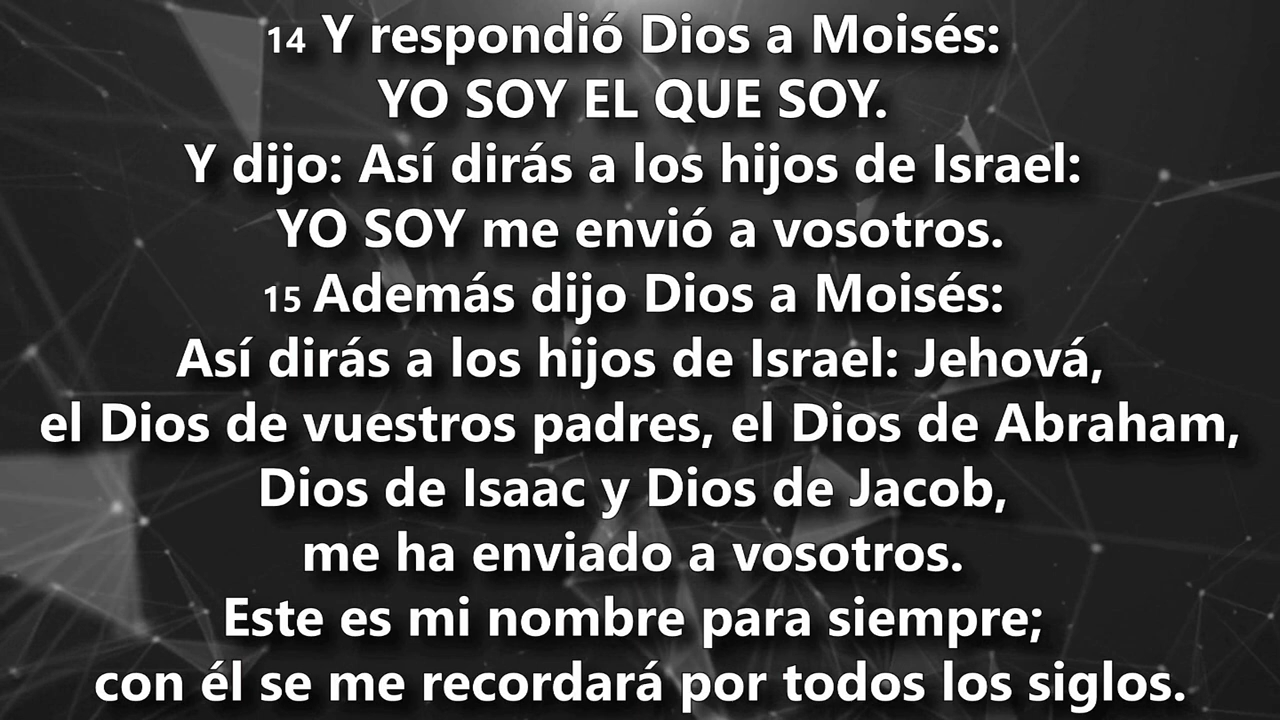 14 Y respondió Dios a Moisés:
YO SOY EL QUE SOY.
Y dijo: Así dirás a los hijos de Israel:
YO SOY me envió a vosotros.
15 Además dijo Dios a Moisés:
Así dirás a los hijos de Israel: Jehová,
el Dios de vuestros padres, el Dios de Abraham,
Dios de Isaac y Dios de Jacob,
me ha enviado a vosotros.
Este es mi nombre para siempre;
con él se me recordará por todos los siglos.